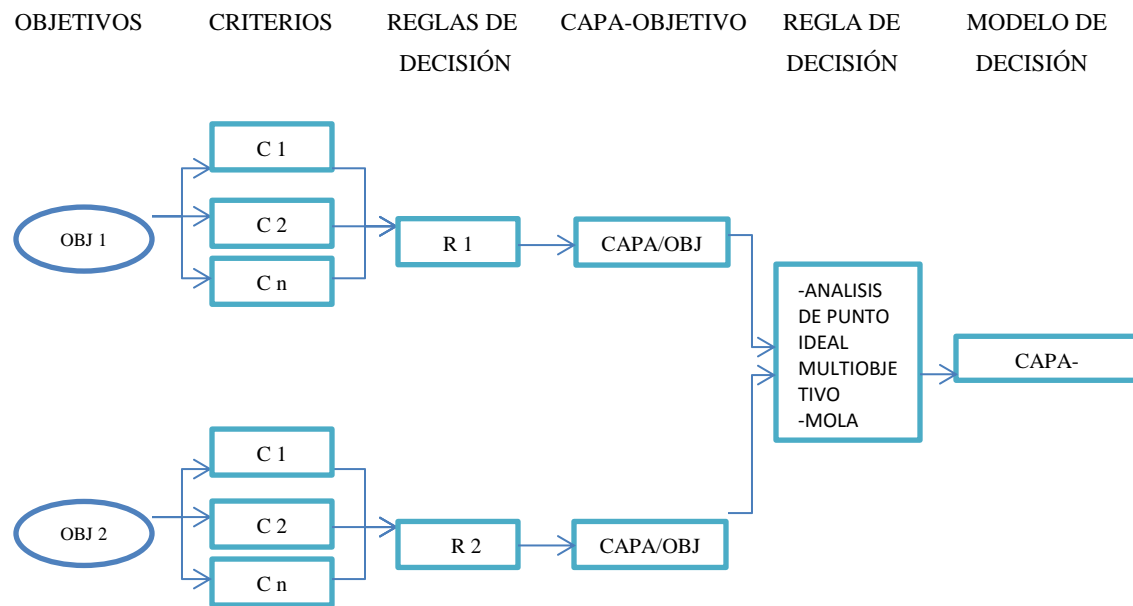 OBJETIVOS
CRITERIOS
REGLAS DE
DECISIÓN
CAPA-OBJETIVO
REGLA DE
DECISIÓN
MODELO DE
DECISIÓN
OBJ 1
C 1
C 2
C n
R 1
CAPA/OBJ
-ANALISIS
DE PUNTO
IDEAL
MULTIOBJE
TIVO
-MOLA
CAPA-
OBJ 2
C 1
C 2
C n
R 2
CAPA/OBJ